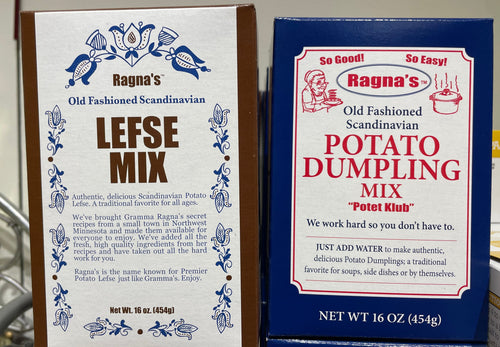 Ragna's™
Old Fashioned Scandinavian
LEFSE
MIX
Authentic, delicious Scandinavian Potato
Lefse. A traditional favorite for all ages.
We've brought Gramma Ragna's secret
recipes from a small town in Northwest
Minnesota and made them available for
everyone to enjoy. We've added all the
fresh, high quality ingredients from her
recipes and have taken out all the hard
work for you.
Ragna's is the name known for Premier
Potato Lefse just like Gramma's. Enjoy.
Net Wt. 16 oz. (454g)
So Good! So Easy!
Ragna's™
Old Fashioned
Scandinavian
POTATO
DUMPLING
MIX
"Potet Klub"
We work hard so you don't have to.
JUST ADD WATER to make authentic,
delicious Potato Dumplings; a traditional
favorite for soups, side dishes or by themselves.
NET WT 16 OZ (454g)